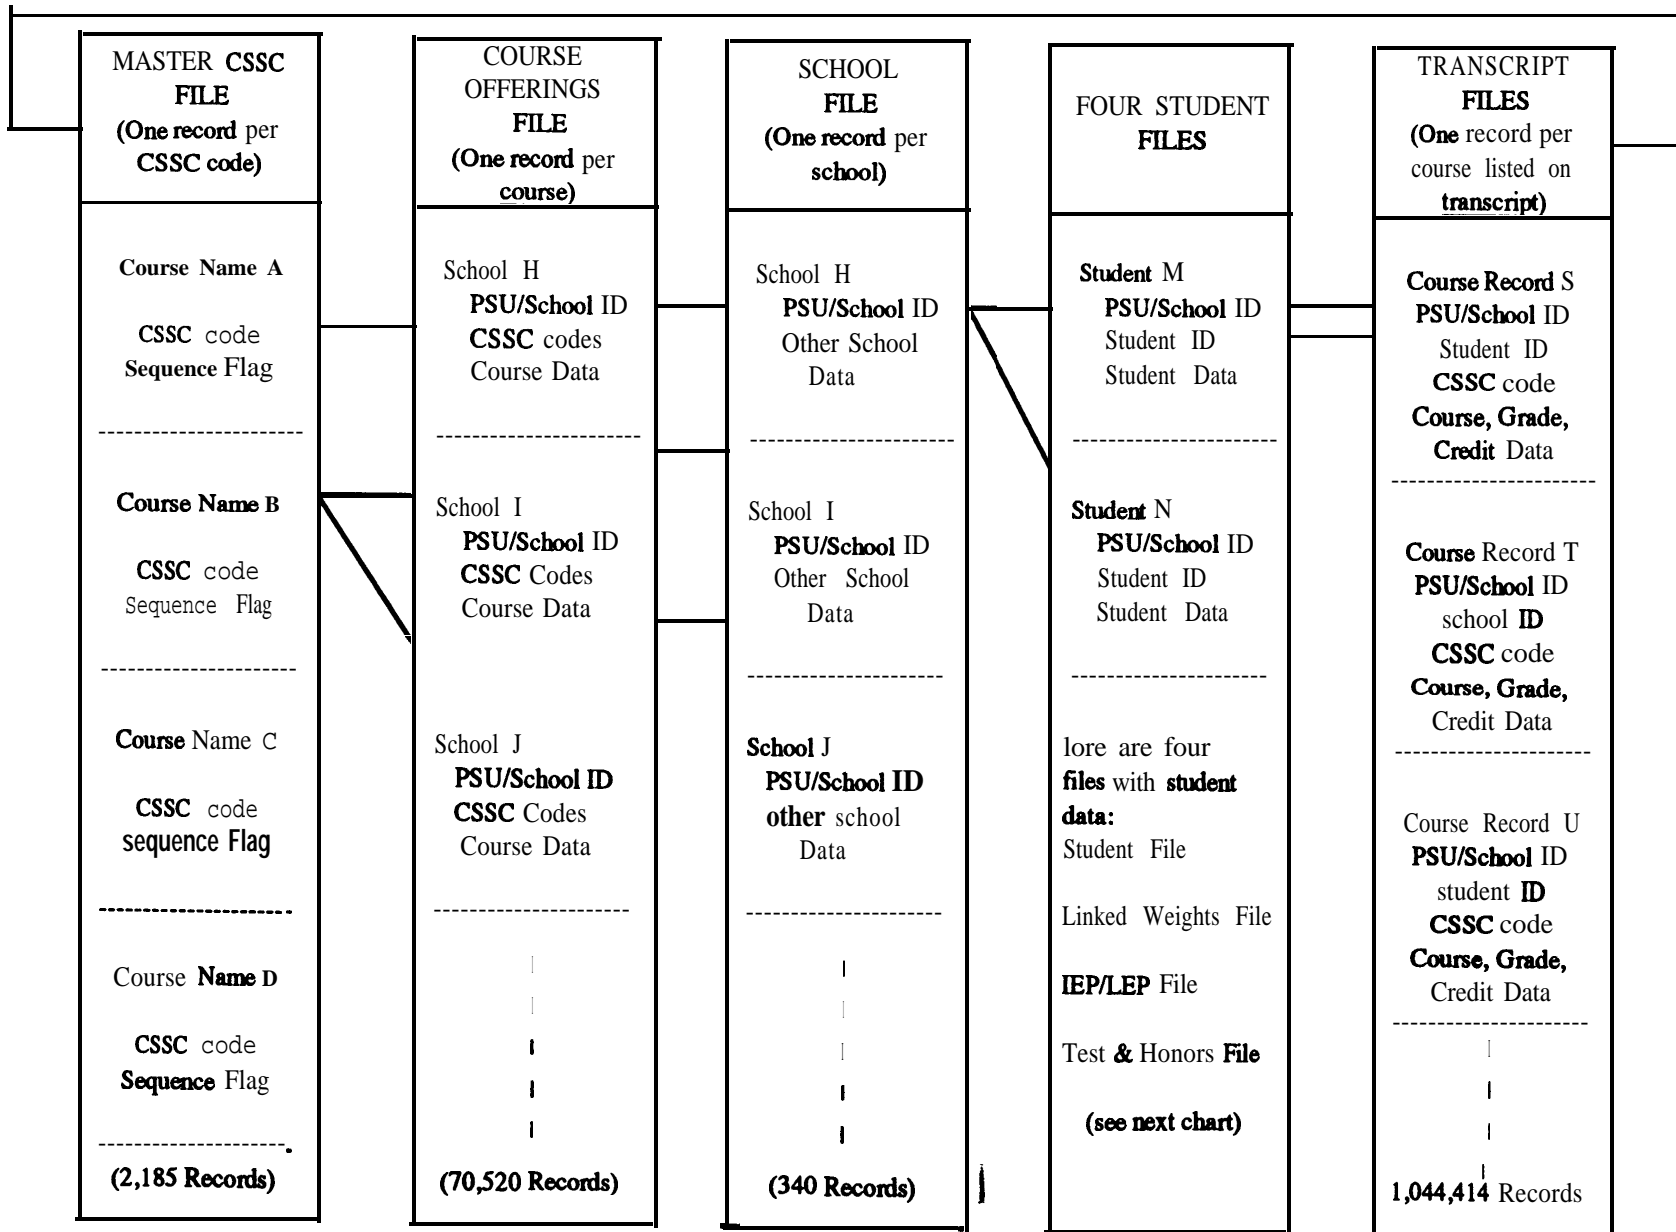 MASTER CSSC
FILE
(One record per
CSSC code)
Course Name A
CSSC code
Sequence Flag
Course Name B
CSSC code
Sequence Flag
Course Name C
CSSC code
sequence Flag
Course Name D
CSSC code
Sequence Flag
(2,185 Records)
COURSE
OFFERINGS
FILE
(One record per
course)
School H
PSU/School ID
CSSC codes
Course Data
School I
PSU/School ID
CSSC Codes
Course Data
School J
PSU/School ID
CSSC Codes
Course Data
(70,520 Records)
SCHOOL
FILE
(One record per
school)
School H
PSU/School ID
Other School
Data
School I
PSU/School ID
Other School
Data
School J
PSU/School ID
other school
Data
(340 Records)
FOUR STUDENT
FILES
Student M
PSU/School ID
Student ID
Student Data
Student N
PSU/School ID
Student ID
Student Data
lore are four
files with student
data:
Student File
Linked Weights File
IEP/LEP File
Test & Honors File
(see next chart)
TRANSCRIPT
FILES
(One record per
course listed on
transcript)
Course Record S
PSU/School ID
Student ID
CSSC code
Course, Grade,
Credit Data
Course Record T
PSU/School ID
school ID
CSSC code
Course, Grade,
Credit Data
Course Record U
PSU/School ID
student ID
CSSC code
Course, Grade,
Credit Data
1,044,414 Records